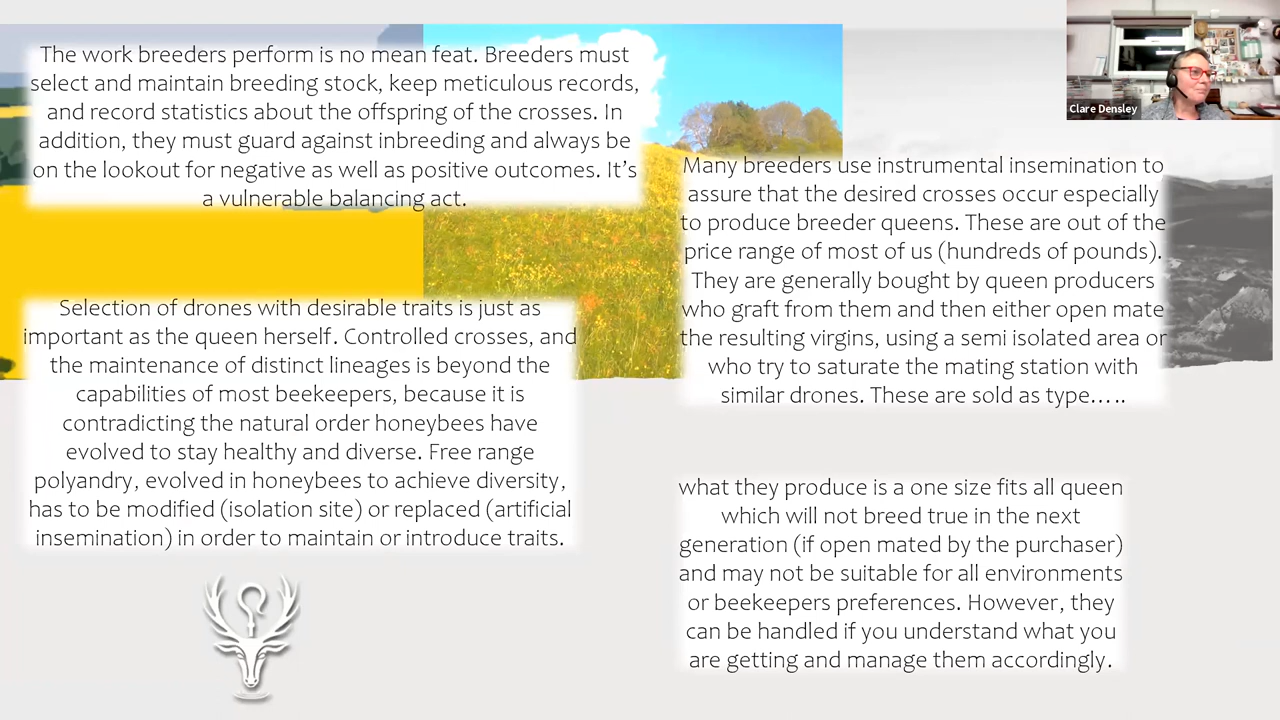 The work breeders perform is no mean feat. Breeders must
select and maintain breeding stock, keep meticulous records,
and record statistics about the offspring of the crosses. In
addition, they must guard against inbreeding and always be
on the lookout for negative as well as positive outcomes. It's
a vulnerable balancing act.
Selection of drones with desirable traits is just as
important as the queen herself. Controlled crosses, and
the maintenance of distinct lineages is beyond the
capabilities of most beekeepers, because it is
contradicting the natural order honeybees have
evolved to stay healthy and diverse. Free range
polyandry, evolved in honeybees to achieve diversity,
has to be modified (isolation site) or replaced (artificial
insemination) in order to maintain or introduce traits.
Clare Densley
Many breeders use instrumental insemination to
assure that the desired crosses occur especially
to produce breeder queens. These are out of the
price range of most of us (hundreds of pounds).
They are generally bought by queen producers
who graft from them and then either open mate
the resulting virgins, using a semi isolated area or
who try to saturate the mating station with
similar drones. These are sold as type.....
what they produce is a one size fits all queen
which will not breed true in the next
generation (if open mated by the purchaser)
and may not be suitable for all environments
or beekeepers preferences. However, they
can be handled if you understand what you
are getting and manage them accordingly.